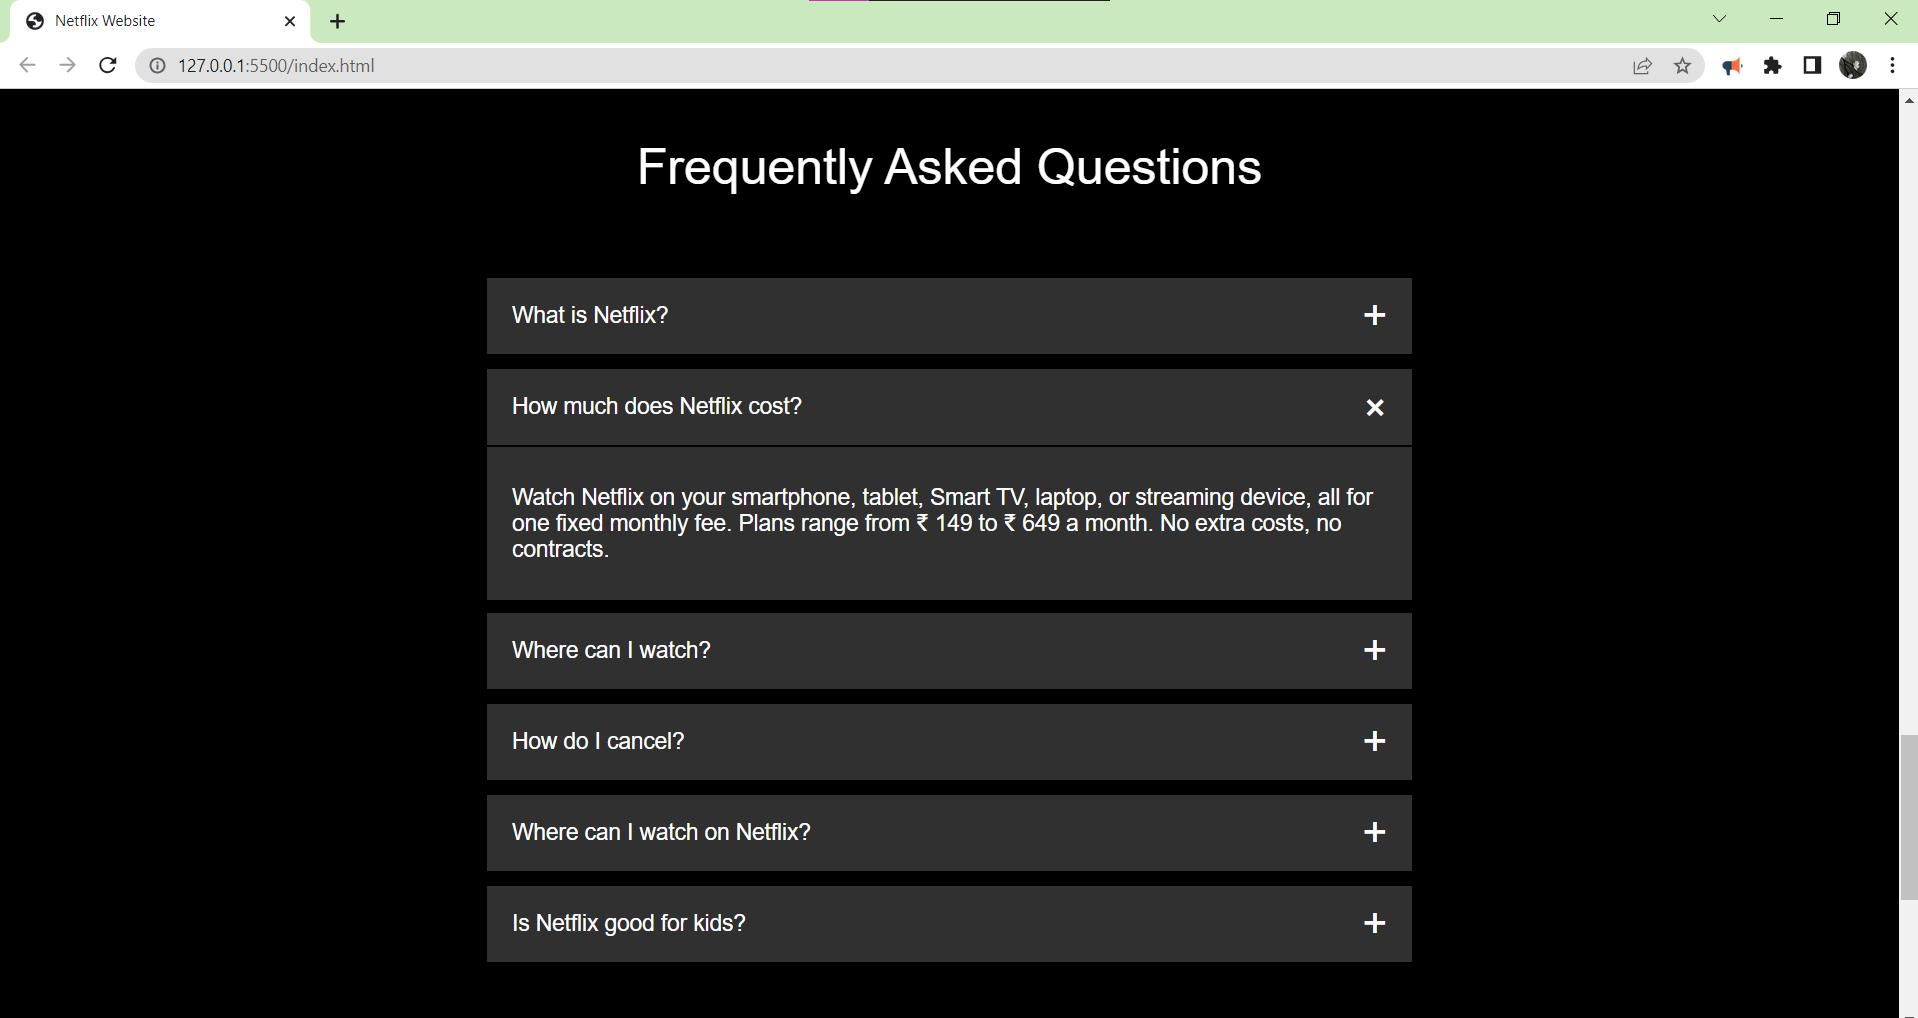 Netflix Website
127.0.0.1:5500/index.html
Frequently Asked Questions
What is Netflix?
How much does Netflix cost?
Watch Netflix on your smartphone, tablet, Smart TV, laptop, or streaming device, all for
one fixed monthly fee. Plans range from ₹ 149 to ₹ 649 a month. No extra costs, no
contracts.
Where can I watch?
How do I cancel?
Where can I watch on Netflix?
Is Netflix good for kids?